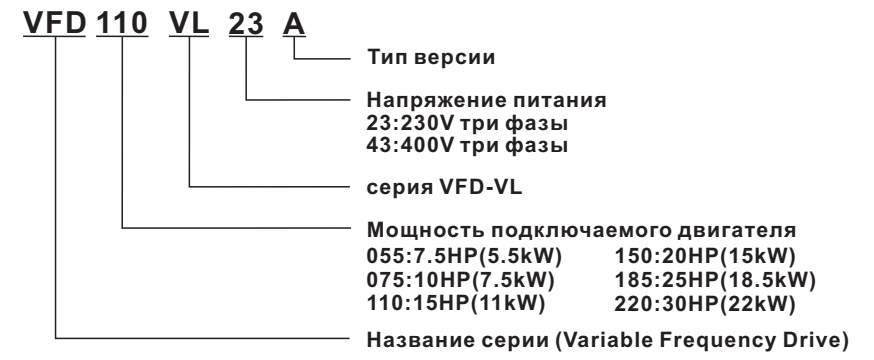 VFD 110 VL 23 A
Тип версии
Напряжение питания
23:230V три фазы
43:400V три фазы
серия VFD-VL
Мощность подключаемого двигателя
055:7.5HP(5.5kW) 150:20HP(15kW)
075:10HP(7.5kW) 185:25HP(18.5kW)
110:15HP(11kW) 220:30HP(22kW)
Название серии (Variable Frequency Drive)